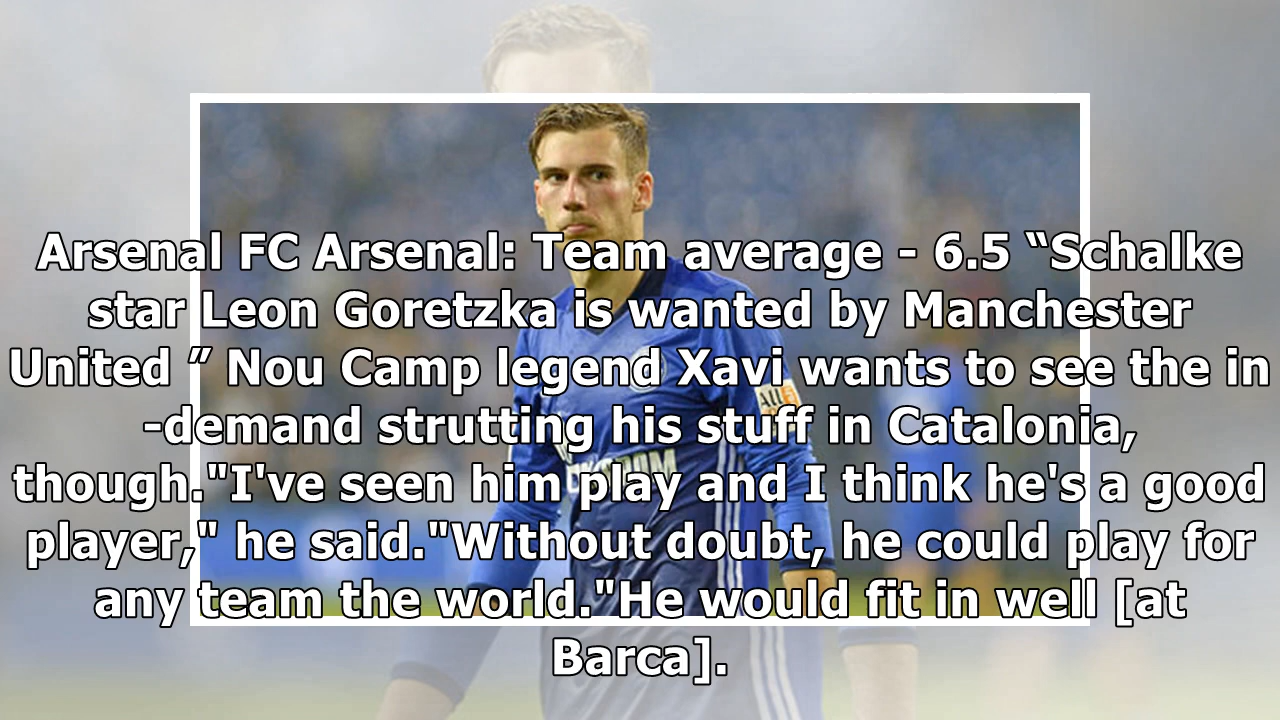 Arsenal FC Arsenal: Team average - 6.5 “Schalke
star Leon Goretzka is wanted by Manchester
United ” Nou Camp legend Xavi wants to see the in
-demand strutting his stuff in Catalonia,
though."I've seen him play and I think he's a good
player," he said."Without doubt, he could play for
any team the world."He would fit in well [at
Barca].
ALL